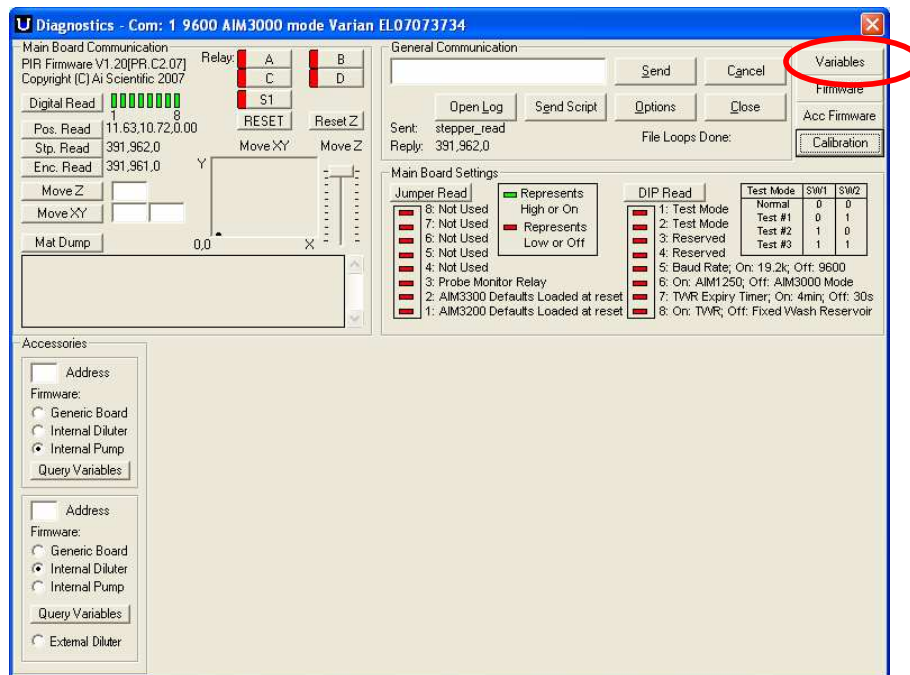 U Diagnostics - Com: 1 9600 AIM3000 mode Varian EL07073734
Main Board Communication
PIR Firmware V1.20[PR.C2.07]
Copyright (C) Ai Scientific 2007
Relay: A B
C D
S1
Digital Read
1 8
RESET Reset Z
Pos. Read 11.63,10.72,0.00
Stp. Read 391,962,0
Enc. Read 391,961,0
Move XY Move Z
Y
Move Z
Move XY
Mat Dump
0,0 X
General Communication
Send Cancel
Open Log Send Script Options Close
Sent: stepper_read
Reply: 391,962,0
File Loops Done:
Variables
Firmware
Acc Firmware
Calibration
Main Board Settings
Jumper Read
8: Not Used
7: Not Used
6: Not Used
5: Not Used
4: Not Used
3: Probe Monitor Relay
2: AIM3300 Defaults Loaded at reset
1: AIM3200 Defaults Loaded at reset
Represents
High or On
Represents
Low or Off
DIP Read
1: Test Mode
2: Test Mode
3: Reserved
4: Reserved
5: Baud Rate; On: 19.2k; Off: 9600
6: On: AIM1250; Off: AIM3000 Mode
7: TWR Expiry Timer; On: 4min; Off: 30s
8: On: TWR; Off: Fixed Wash Reservoir
Test Mode SW1 SW2
Normal 0 0
Test #1 0 1
Test #2 1 0
Test #3 1 1
Accessories
Address
Firmware:
Generic Board
Internal Diluter
Internal Pump
Query Variables
Address
Firmware:
Generic Board
Internal Diluter
Internal Pump
Query Variables
External Diluter